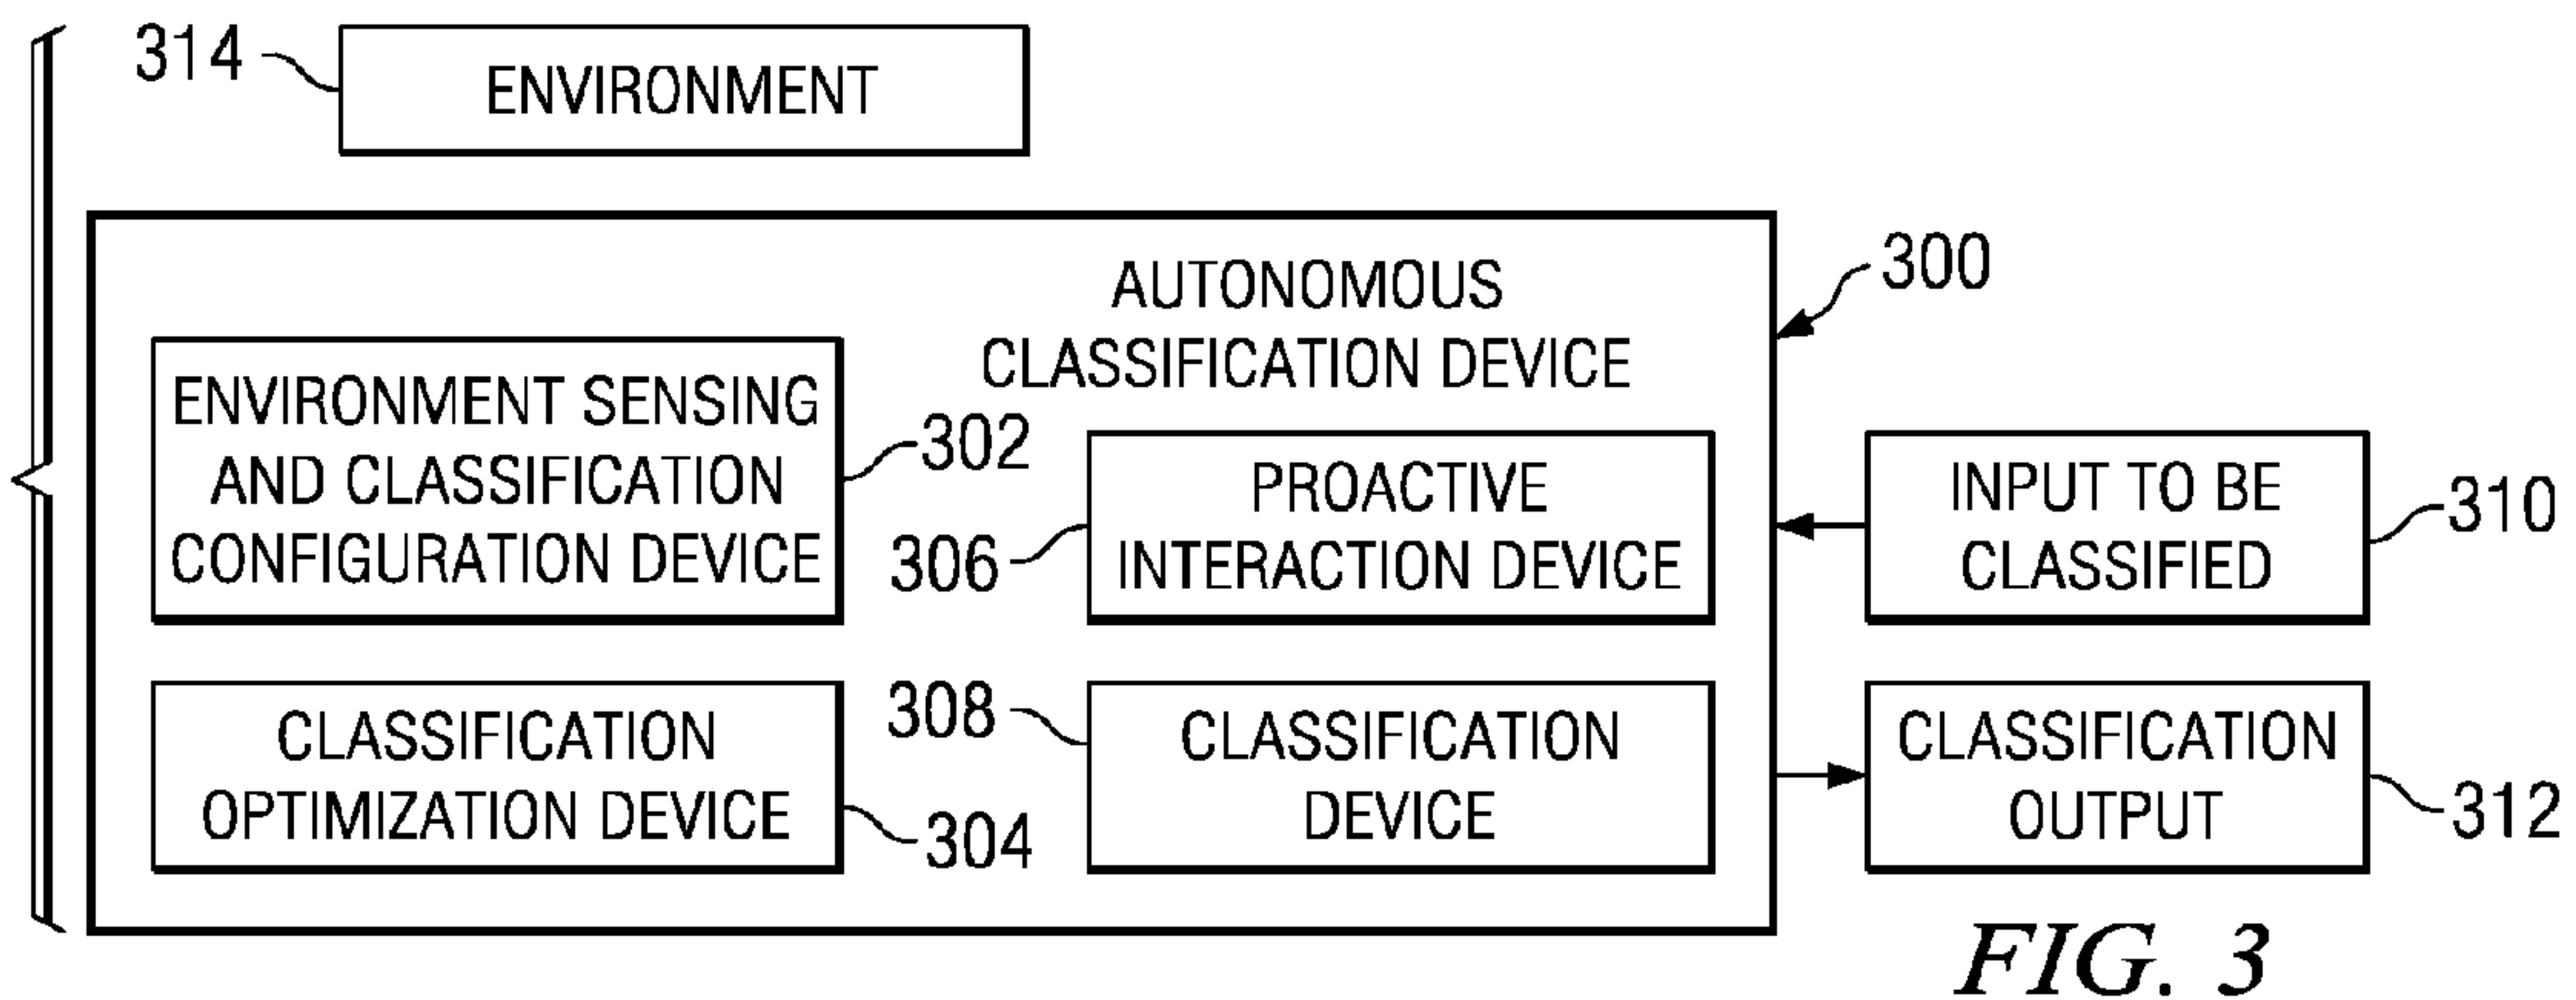 314
ENVIRONMENT
AUTONOMOUS
CLASSIFICATION DEVICE
300
ENVIRONMENT SENSING
AND CLASSIFICATION
CONFIGURATION DEVICE
302
306
PROACTIVE
INTERACTION DEVICE
INPUT TO BE
CLASSIFIED
310
CLASSIFICATION
OPTIMIZATION DEVICE
304
308
CLASSIFICATION
DEVICE
CLASSIFICATION
OUTPUT
312
FIG. 3